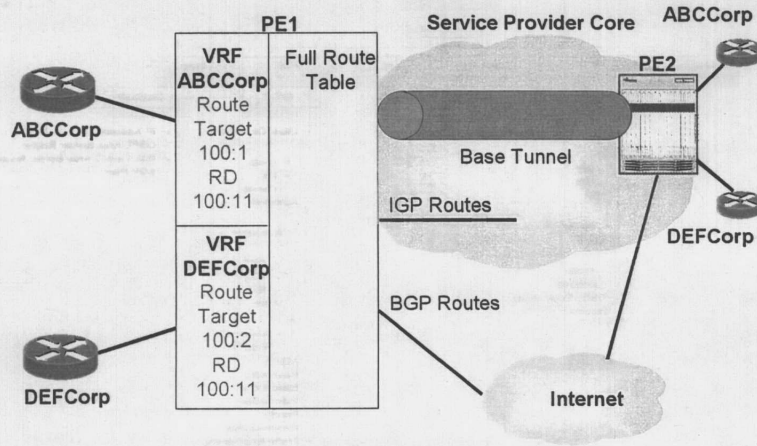 PE1
Service Provider Core
ABCCorp
VRF
ABCCorp
Route
Target
100:1
RD
100:11
Full Route
Table
PE2
ABCCorp
Base Tunnel
IGP Routes
DEFCorp
VRF
DEFCorp
Route
Target
100:2
RD
100:11
BGP Routes
DEFCorp
Internet